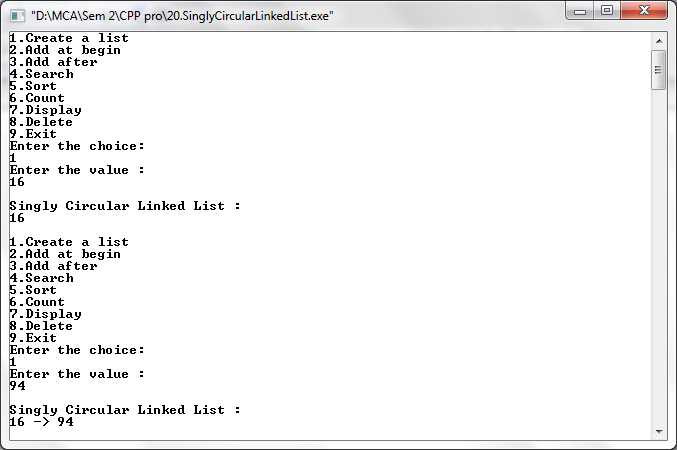 "D:\MCA\Sem 2\CPP pro\20.SinglyCircularLinkedList.exe"
1.Create a list
2.Add at begin
3.Add after
4.Search
5.Sort
6.Count
7.Display
8.Delete
9.Exit
Enter the choice:
1
Enter the value :
16

Singly Circular Linked List :
16

1.Create a list
2.Add at begin
3.Add after
4.Search
5.Sort
6.Count
7.Display
8.Delete
9.Exit
Enter the choice:
1
Enter the value :
94

Singly Circular Linked List :
16 -> 94